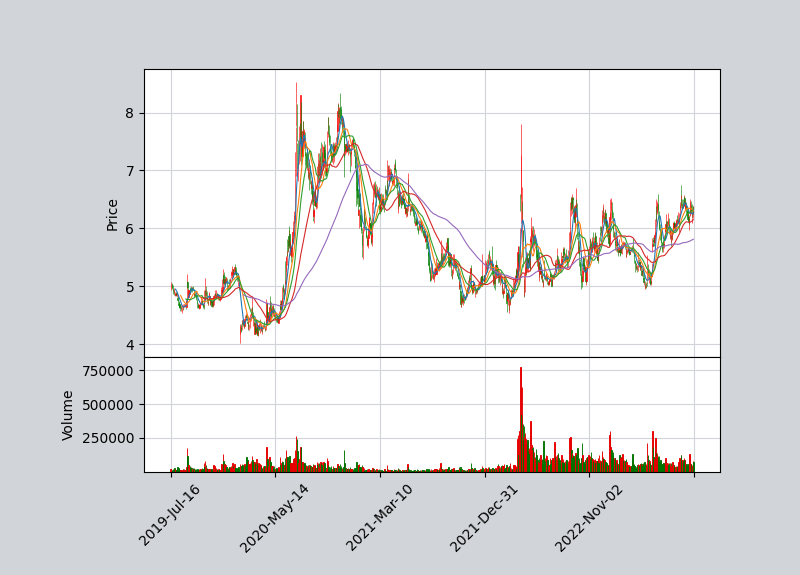 8
7
6
5
4
Price
750000
500000
250000
Volume
2019-Jul-16
2020-May-14
2021-Mar-10
2021-Dec-31
2022-Nov-02